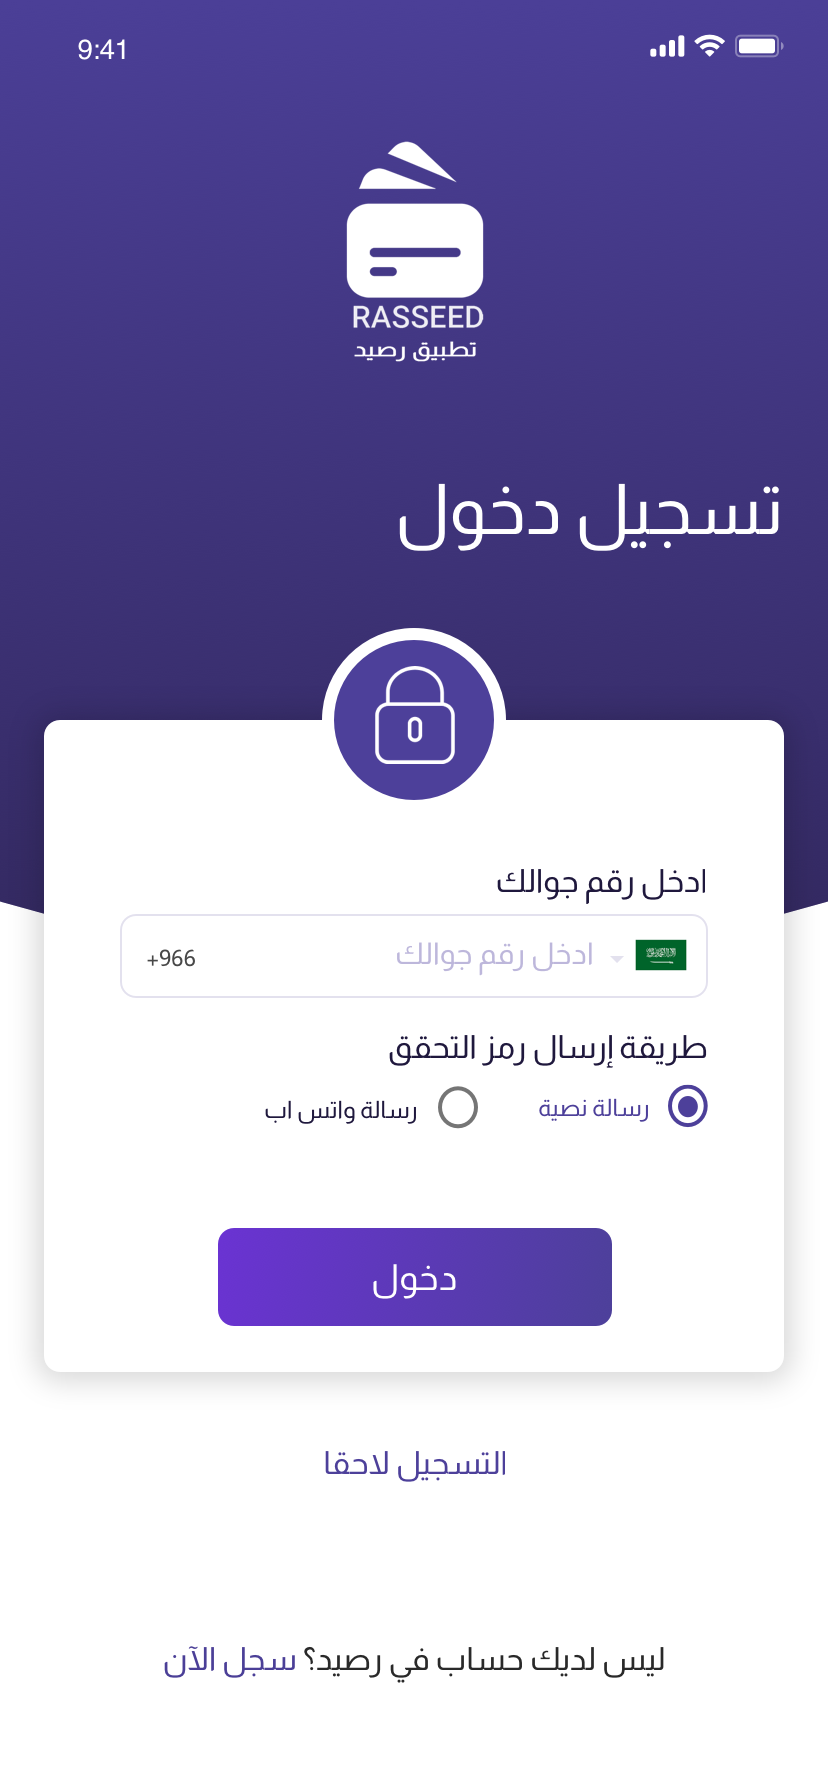 9:41
RASSEED
تطبيق رصيد
تسجيل دخول
ادخل رقم جوالك
ادخل رقم جوالك +966
طريقة إرسال رمز التحقق
رسالة نصية رسالة واتس اب
دخول
التسجيل لاحقا
ليس لديك حساب في رصيد؟ سجل الآن